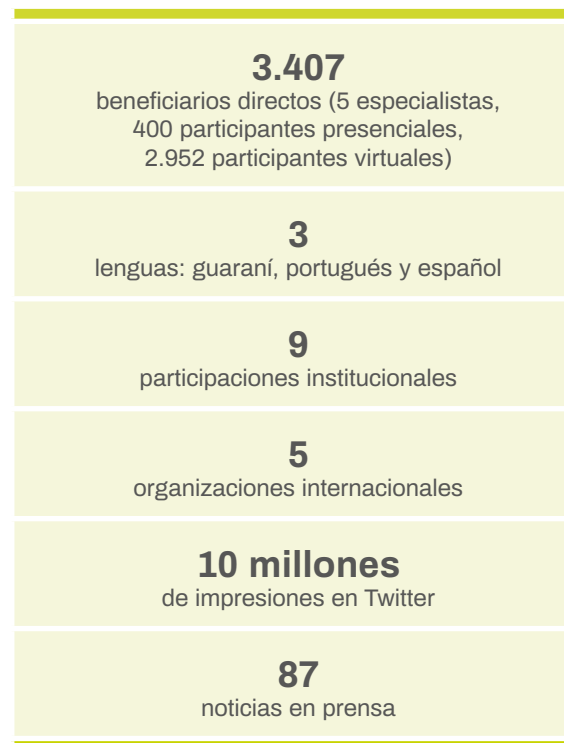 3.407
beneficiarios directos (5 especialistas,
400 participantes presenciales,
2.952 participantes virtuales)
3
lenguas: guaraní, portugués y español
9
participaciones institucionales
5
organizaciones internacionales
10 millones
de impresiones en Twitter
87
noticias en prensa